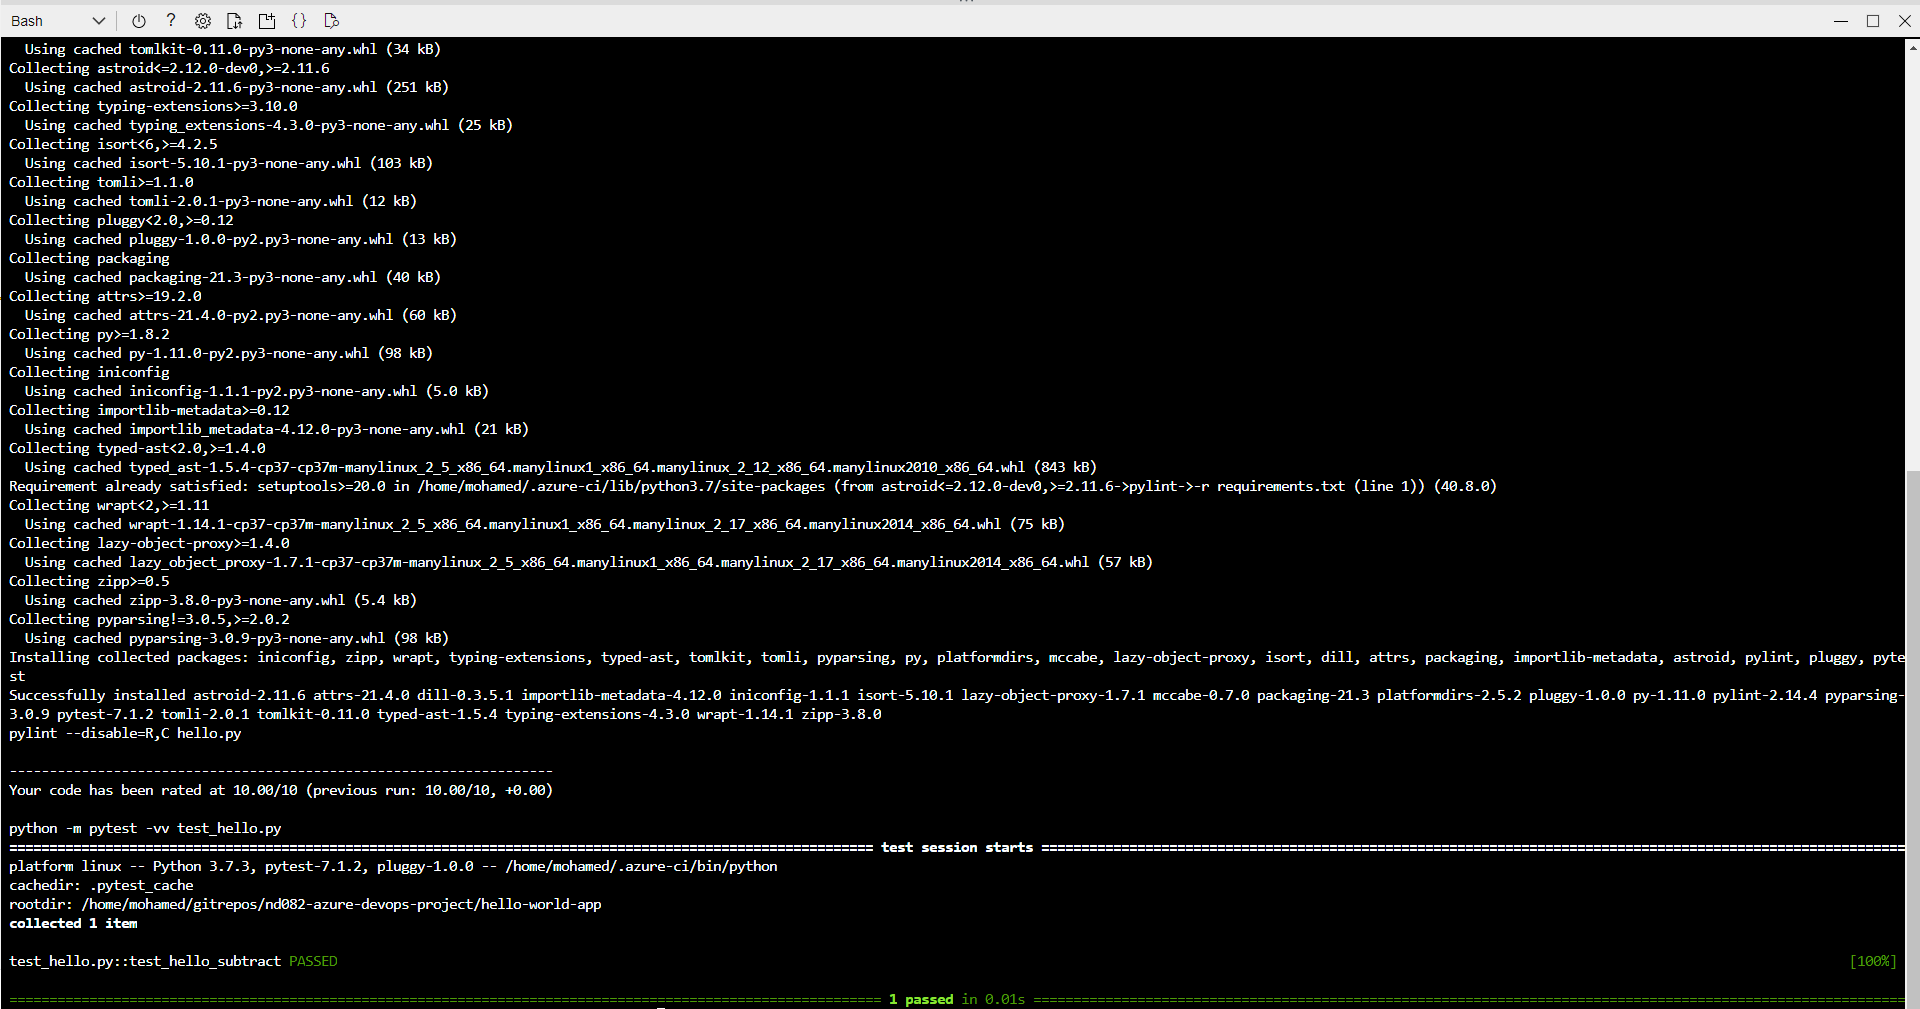 Bash
Using cached tomlkit-0.11.0-py3-none-any.whl (34 kB)
Collecting astroid<=2.12.0-dev0,>=2.11.6
Using cached astroid-2.11.6-py3-none-any.whl (251 kB)
Collecting typing-extensions>=3.10.0
Using cached typing_extensions-4.3.0-py3-none-any.whl (25 kB)
Collecting isort<6,>=4.2.5
Using cached isort-5.10.1-py3-none-any.whl (103 kB)
Collecting tomli>=1.1.0
Using cached tomli-2.0.1-py3-none-any.whl (12 kB)
Collecting pluggy<2.0,>=0.12
Using cached pluggy-1.0.0-py2.py3-none-any.whl (13 kB)
Collecting packaging
Using cached packaging-21.3-py3-none-any.whl (40 kB)
Collecting attrs>=19.2.0
Using cached attrs-21.4.0-py2.py3-none-any.whl (60 kB)
Collecting py>=1.8.2
Using cached py-1.11.0-py2.py3-none-any.whl (98 kB)
Collecting iniconfig
Using cached iniconfig-1.1.1-py2.py3-none-any.whl (5.0 kB)
Collecting importlib-metadata>=0.12
Using cached importlib_metadata-4.12.0-py3-none-any.whl (21 kB)
Collecting typed-ast<2.0,>=1.4.0
Using cached typed_ast-1.5.4-cp37-cp37m-manylinux_2_5_x86_64.manylinux1_x86_64.manylinux_2_12_x86_64.manylinux2010_x86_64.whl (843 kB)
Requirement already satisfied: setuptools>=20.0 in /home/mohamed/.azure-ci/lib/python3.7/site-packages (from astroid<=2.12.0-dev0,>=2.11.6->pylint->-r requirements.txt (line 1)) (40.8.0)
Collecting wrapt<2,>=1.11
Using cached wrapt-1.14.1-cp37-cp37m-manylinux_2_5_x86_64.manylinux1_x86_64.manylinux_2_17_x86_64.manylinux2014_x86_64.whl (75 kB)
Collecting lazy-object-proxy>=1.4.0
Using cached lazy_object_proxy-1.7.1-cp37-cp37m-manylinux_2_5_x86_64.manylinux1_x86_64.manylinux_2_17_x86_64.manylinux2014_x86_64.whl (57 kB)
Collecting zipp>=0.5
Using cached zipp-3.8.0-py3-none-any.whl (5.4 kB)
Collecting pyparsing!=3.0.5,>=2.0.2
Using cached pyparsing-3.0.9-py3-none-any.whl (98 kB)
Installing collected packages: iniconfig, zipp, wrapt, typing-extensions, typed-ast, tomlkit, tomli, pyparsing, py, platformdirs, mccabe, lazy-object-proxy, isort, dill, attrs, packaging, importlib-metadata, astroid, pylint, pluggy, pyte
st
Successfully installed astroid-2.11.6 attrs-21.4.0 dill-0.3.5.1 importlib-metadata-4.12.0 iniconfig-1.1.1 isort-5.10.1 lazy-object-proxy-1.7.1 mccabe-0.7.0 packaging-21.3 platformdirs-2.5.2 pluggy-1.0.0 py-1.11.0 pylint-2.14.4 pyparsing-
3.0.9 pytest-7.1.2 tomli-2.0.1 tomlkit-0.11.0 typed-ast-1.5.4 typing-extensions-4.3.0 wrapt-1.14.1 zipp-3.8.0
pylint --disable=R,C hello.py
--------------------------------------------------------------------
Your code has been rated at 10.00/10 (previous run: 10.00/10, +0.00)
python -m pytest -vv test_hello.py
============ test session starts ============
platform linux -- Python 3.7.3, pytest-7.1.2, pluggy-1.0.0 -- /home/mohamed/.azure-ci/bin/python
cachedir: .pytest_cache
rootdir: /home/mohamed/gitrepos/nd082-azure-devops-project/hello-world-app
collected 1 item
test_hello.py::test_hello_subtract PASSED [100%]
============ 1 passed in 0.01s ============